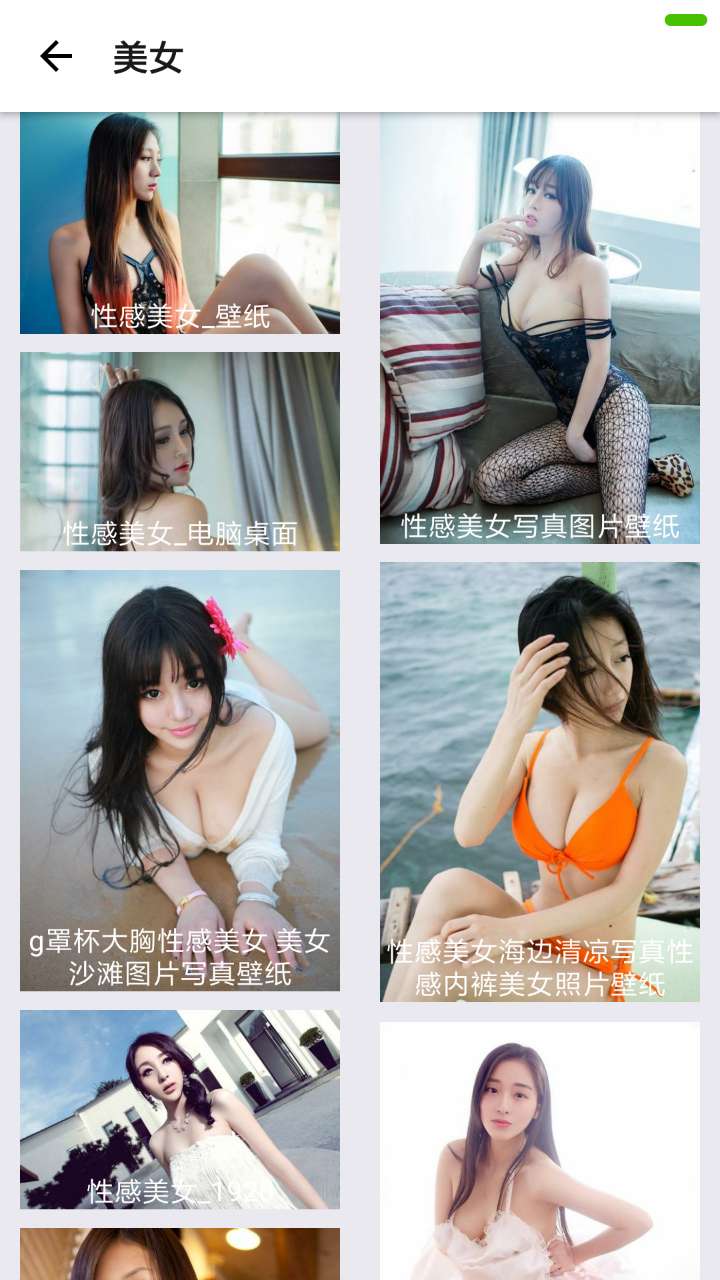 美女
性感美女_壁纸
性感美女写真图片壁纸
性感美女_电脑桌面
g罩杯大胸性感美女 美女
沙滩图片写真壁纸
性感美女海边清凉写真性
感内裤美女照片壁纸
性感美女_192